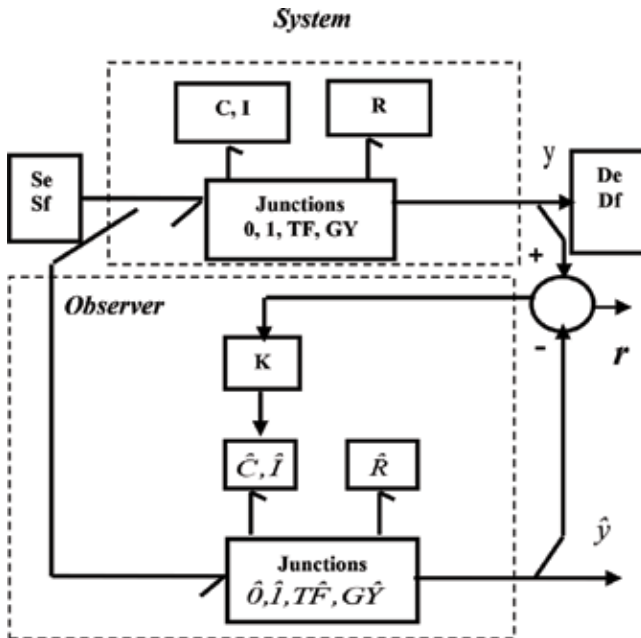 System
C, I
R
Se
Sf
Junctions
0, 1, TF, GY
y
De
Df
+
Observer
K
-
r
Ĉ, Î
R̂
Junctions
0̂, 1̂, TF̂, GŶ
ŷ